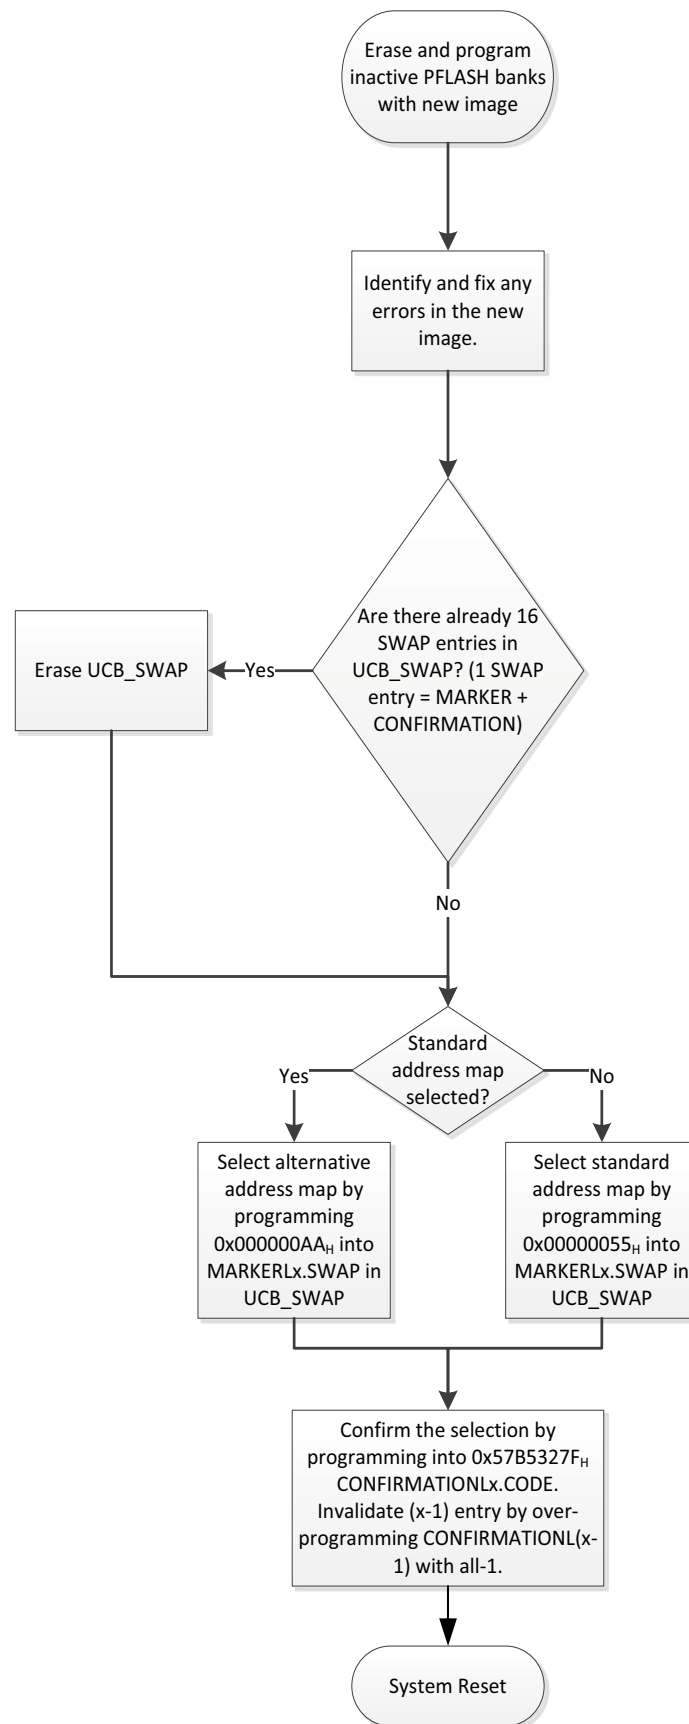 Erase and program
inactive PFLASH banks
with new image
Identify and fix any
errors in the new
image.
Are there already 16
SWAP entries in
UCB_SWAP? (1 SWAP
entry = MARKER +
CONFIRMATION)
Yes
Erase UCB_SWAP
No
Standard
address map
selected?
Yes
No
Select alternative
address map by
programming
0x000000AAH into
MARKERLx.SWAP in
UCB_SWAP
Select standard
address map by
programming
0x00000055H into
MARKERLx.SWAP in
UCB_SWAP
Confirm the selection by
programming into 0x57B5327FH
CONFIRMATIONLx.CODE.
Invalidate (x-1) entry by over-
programming CONFIRMATIONL(x-
1) with all-1.
System Reset